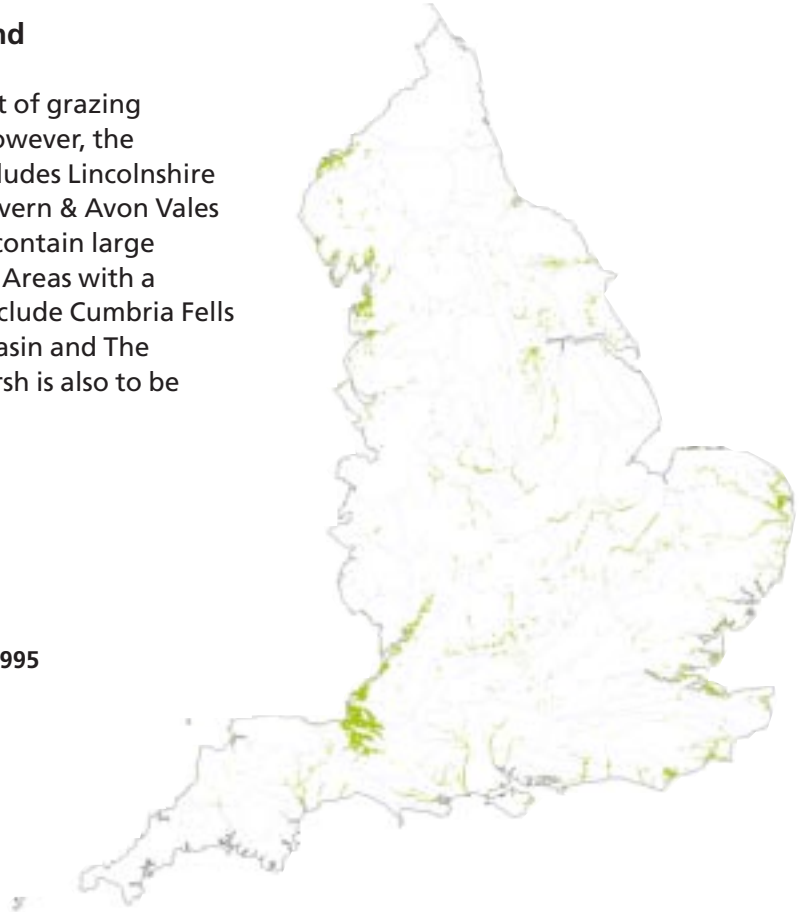 nd
t of grazing
owever, the
ludes Lincolnshire
vern & Avon Vales
contain large
Areas with a
clude Cumbria Fells
asin and The
rsh is also to be
995